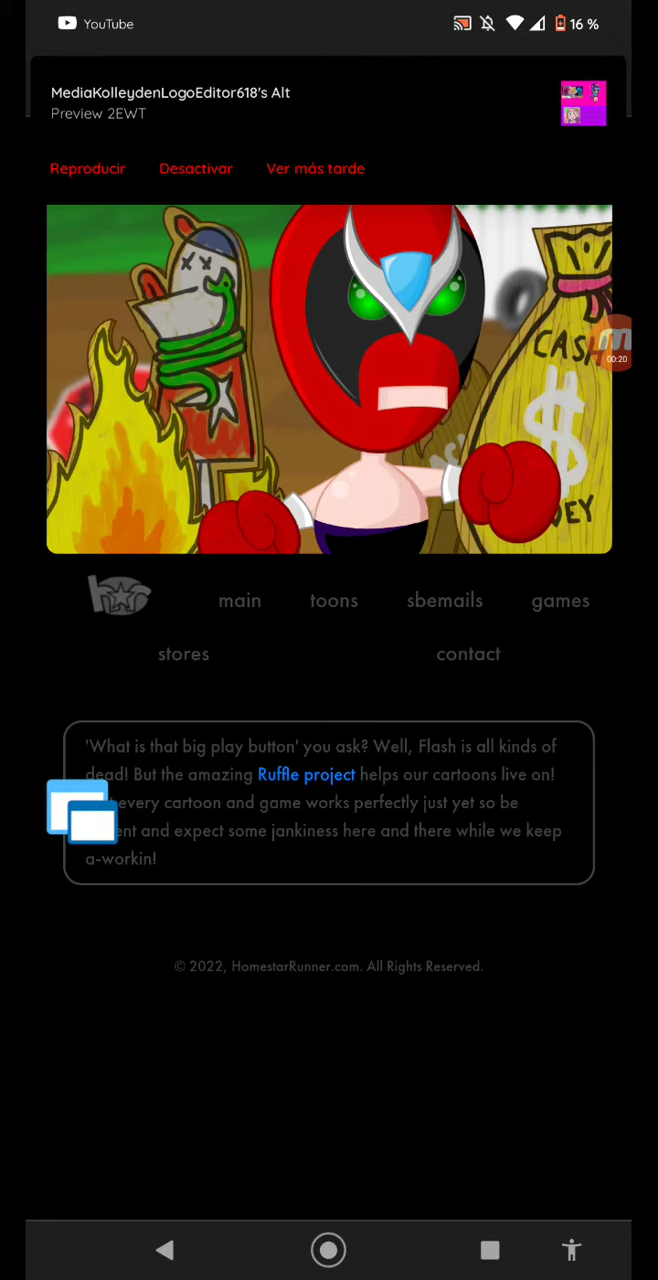 YouTube
16 %
MediaKolleydenLogoEditor618's Alt
Preview 2EWT
Reproducir Desactivar Ver más tarde
CASH
00:20
main toons sbemails games
stores contact
'What is that big play button' you ask? Well, Flash is all kinds of
dead! But the amazing Ruffle project helps our cartoons live on!
every cartoon and game works perfectly just yet so be
and expect some jankiness here and there while we keep
a-workin!
© 2022, HomestarRunner.com. All Rights Reserved.